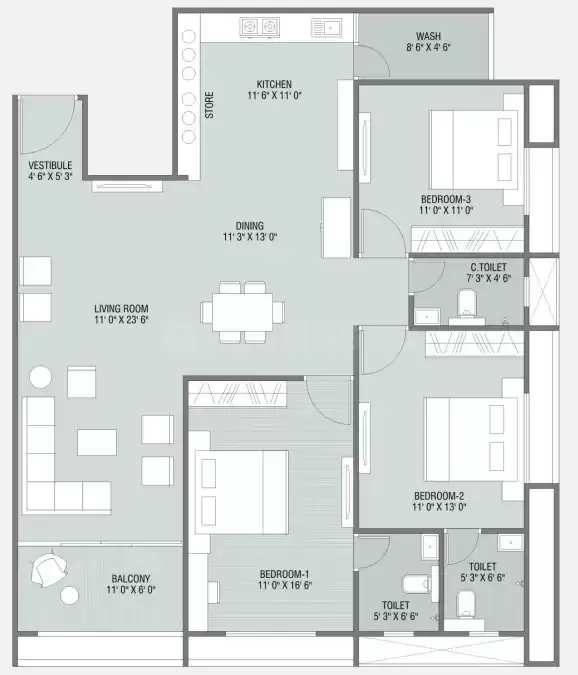 WASH
8' 6" X 4' 6"
KITCHEN
11' 6" X 11' 0"
STORE
VESTIBULE
4' 6" X 5' 3"
BEDROOM-3
11' 0" X 11' 0"
DINING
11' 3" X 13' 0"
C.TOILET
7' 3" X 4' 6"
LIVING ROOM
11' 0" X 23' 6"
BEDROOM-2
11' 0" X 13' 0"
BALCONY
11' 0" X 6' 0"
BEDROOM-1
11' 0" X 16' 6"
TOILET
5' 3" X 6' 6"
TOILET
5' 3" X 6' 6"